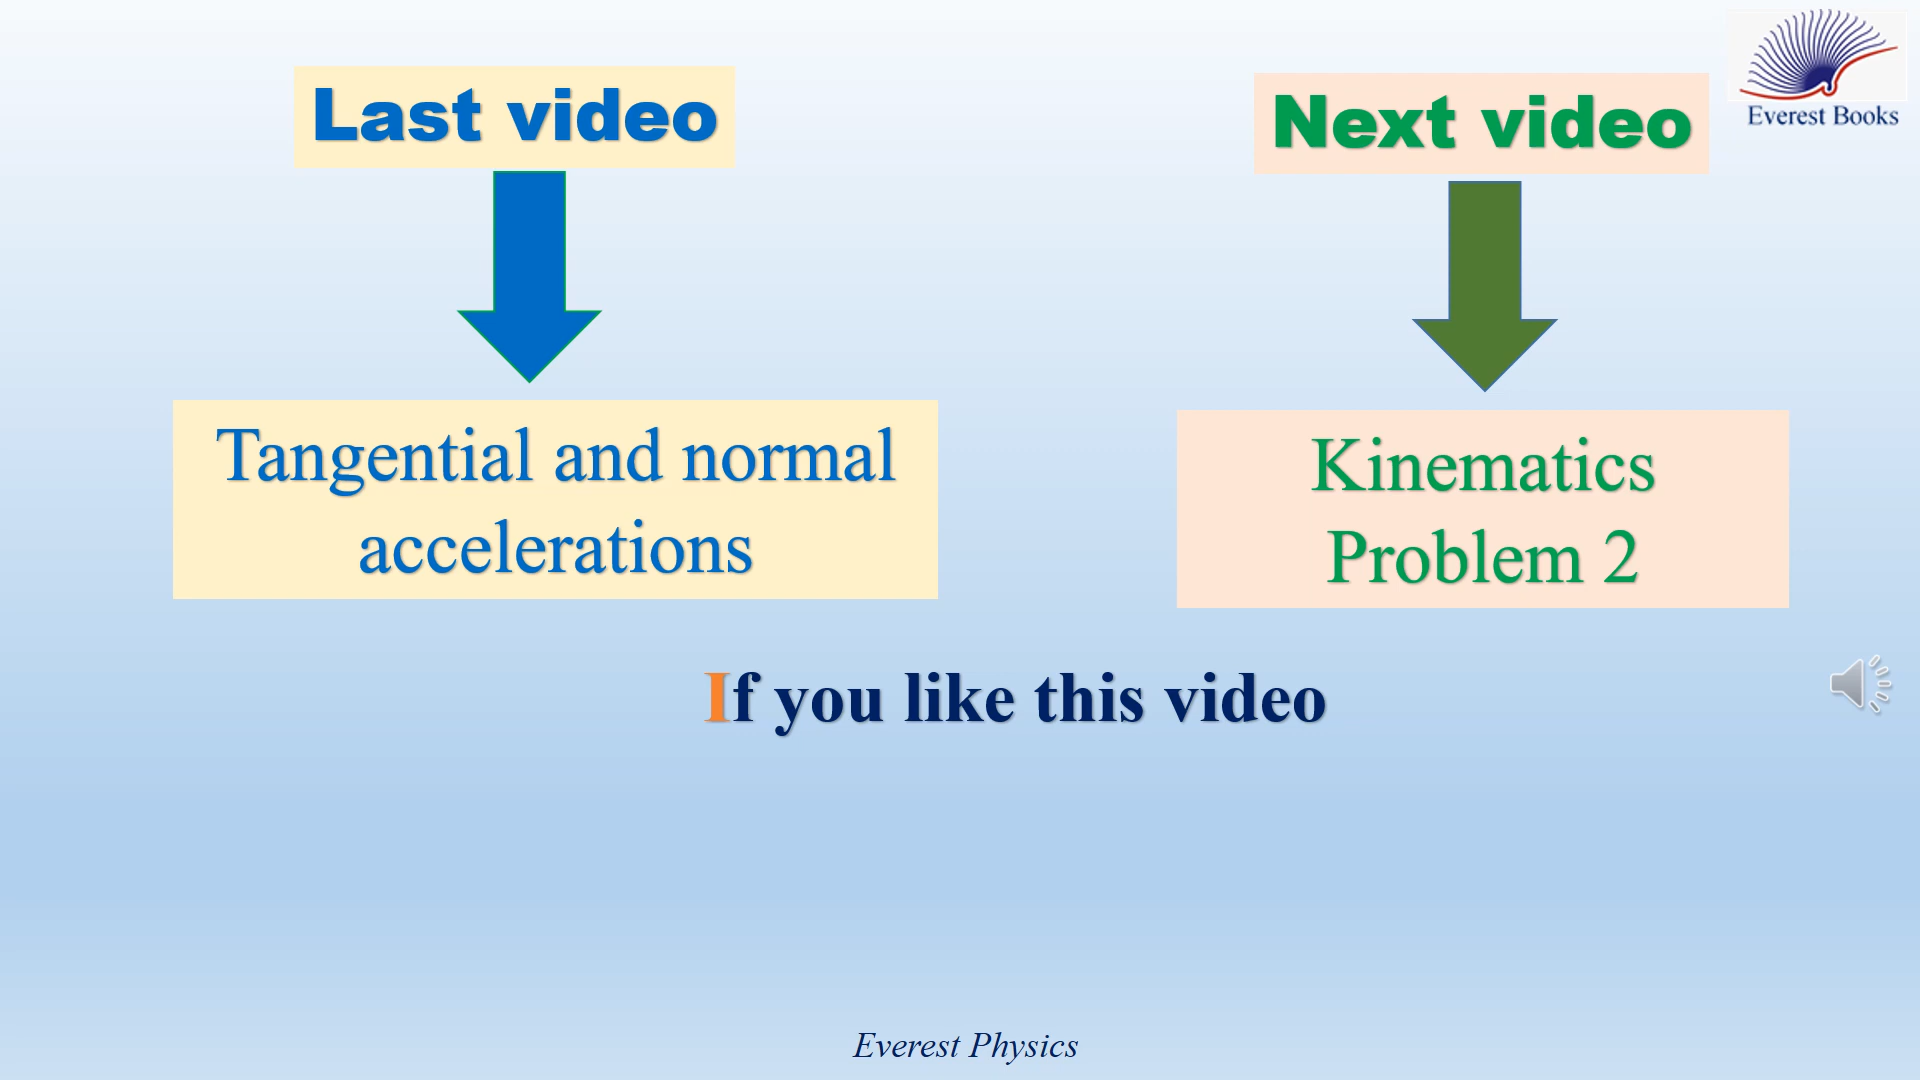 Last video
Next video
Everest Books
Tangential and normal
accelerations
Kinematics
Problem 2
If you like this video
Everest Physics